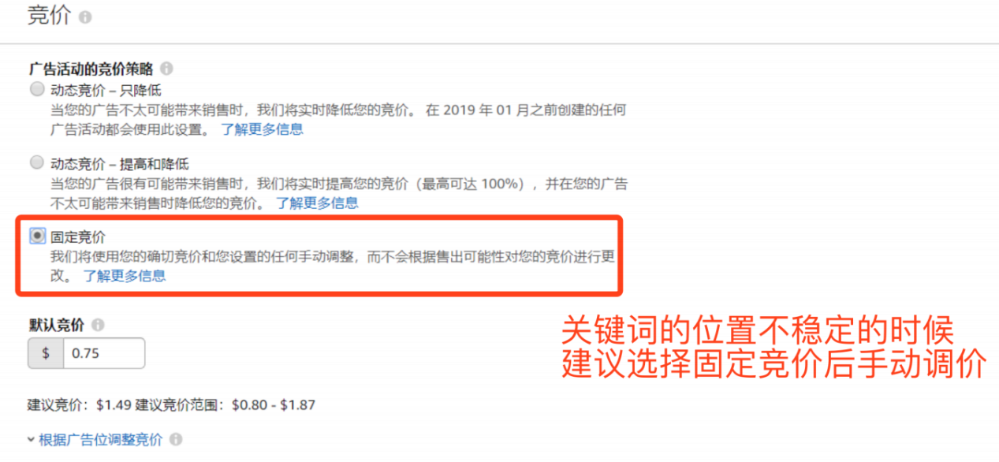 竞价
广告活动的竞价策略
动态竞价 – 只降低
当您的广告不太可能带来销售时，我们将实时降低您的竞价。 在 2019 年 01 月之前创建的任何
广告活动都会使用此设置。 了解更多信息
动态竞价 – 提高和降低
当您的广告很有可能带来销售时，我们将实时提高您的竞价（最高可达 100%），并在您的广告
不太可能带来销售时降低您的竞价。 了解更多信息
固定竞价
我们将使用您的确切竞价和您设置的任何手动调整，而不会根据售出可能性对您的竞价进行更
改。 了解更多信息
默认竞价
$ 0.75
关键词的位置不稳定的时候
建议选择固定竞价后手动调价
建议竞价：$1.49 建议竞价范围：$0.80 - $1.87
根据广告位调整竞价